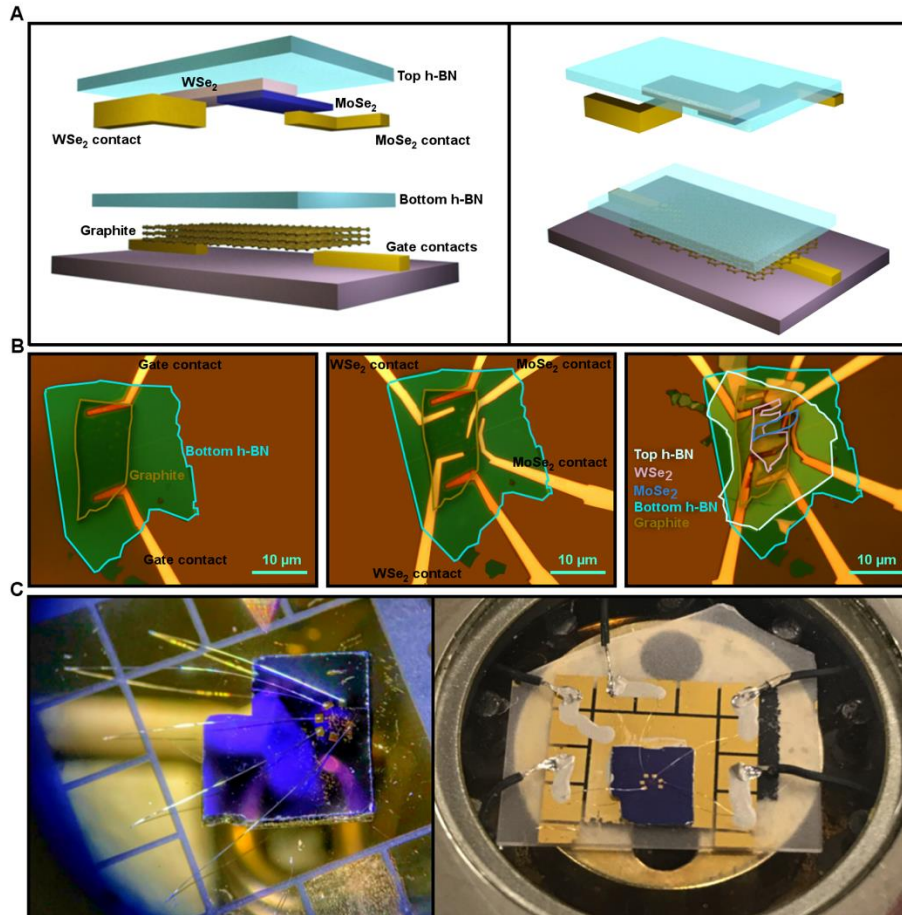 A
Top h-BN
WSe2
MoSe2
WSe2 contact
MoSe2 contact
Bottom h-BN
Graphite
Gate contacts
B
Gate contact
Bottom h-BN
Graphite
Gate contact
10 µm
WSe2 contact
MoSe2 contact
MoSe2 contact
WSe2 contact
10 µm
Top h-BN
WSe2
MoSe2
Bottom h-BN
Graphite
10 µm
C